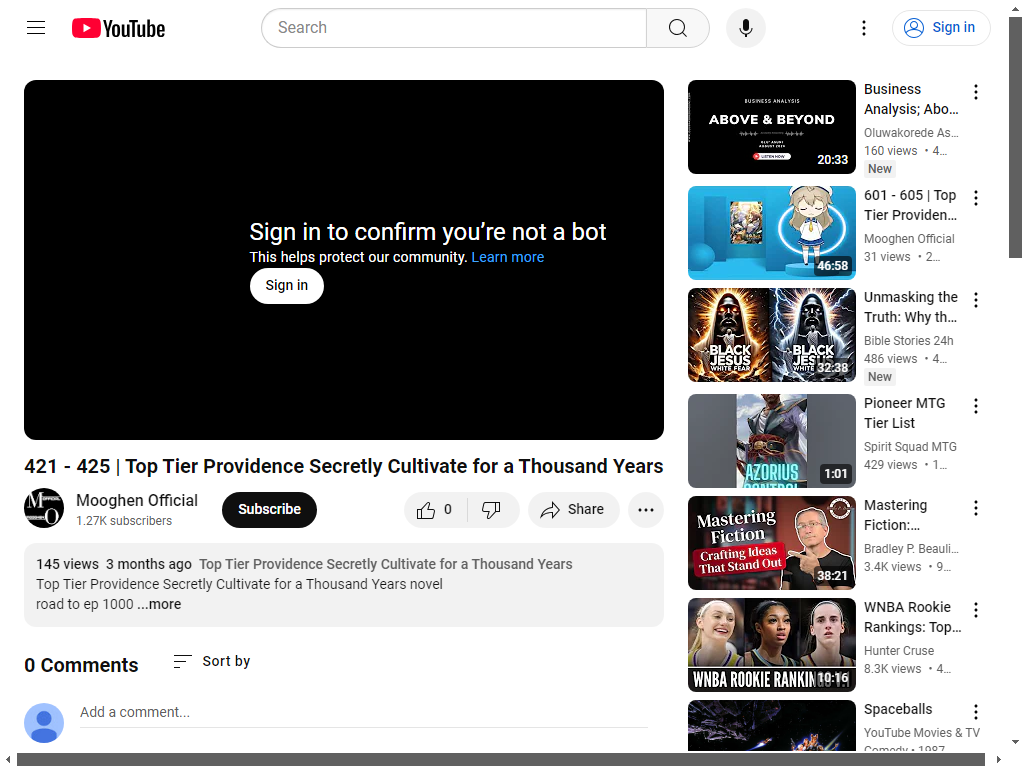 YouTube
Search
Sign in
Sign in to confirm you’re not a bot
This helps protect our community. Learn more
Sign in
421 - 425 | Top Tier Providence Secretly Cultivate for a Thousand Years
Mooghen Official
1.27K subscribers
Subscribe
0
Share
145 views 3 months ago Top Tier Providence Secretly Cultivate for a Thousand Years
Top Tier Providence Secretly Cultivate for a Thousand Years novel
road to ep 1000 ...more
0 Comments
Sort by
Add a comment...
BUSINESS ANALYSIS
ABOVE & BEYOND
LISTEN NOW
20:33
Business
Analysis; Abo...
Oluwakorede As...
160 views • 4...
New
46:58
601 - 605 | Top
Tier Providen...
Mooghen Official
31 views • 2...
BLACK
JESUS
WHITE FEAR
BLACK
JESUS
WHITE
32:38
Unmasking the
Truth: Why th...
Bible Stories 24h
486 views • 4...
New
AZORIUS
CONTROL
1:01
Pioneer MTG
Tier List
Spirit Squad MTG
429 views • 1...
Mastering
Fiction
Crafting Ideas
That Stand Out
38:21
Mastering
Fiction:...
Bradley P. Beauli...
3.4K views • 9...
WNBA ROOKIE
10:16
WNBA Rookie
Rankings: Top...
Hunter Cruse
8.3K views • 4...
Spaceballs
YouTube Movies & TV
Comedy • 1987